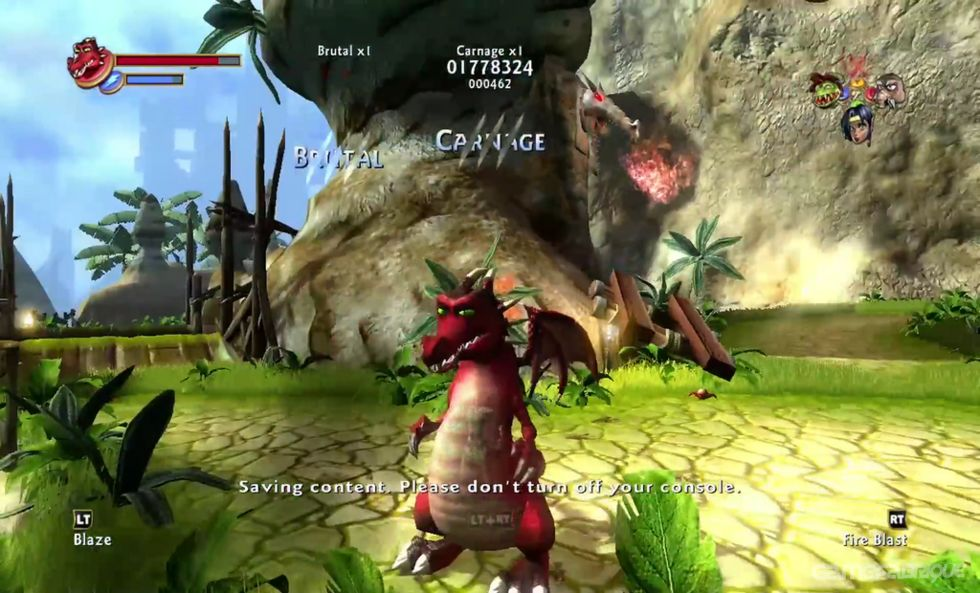 Brutal x1
Carnage x1
01778324
000462
BRUTAL
CARNAGE
LT+RT
Saving content. Please don't turn off your console.
LT
Blaze
RT
Fire Blast